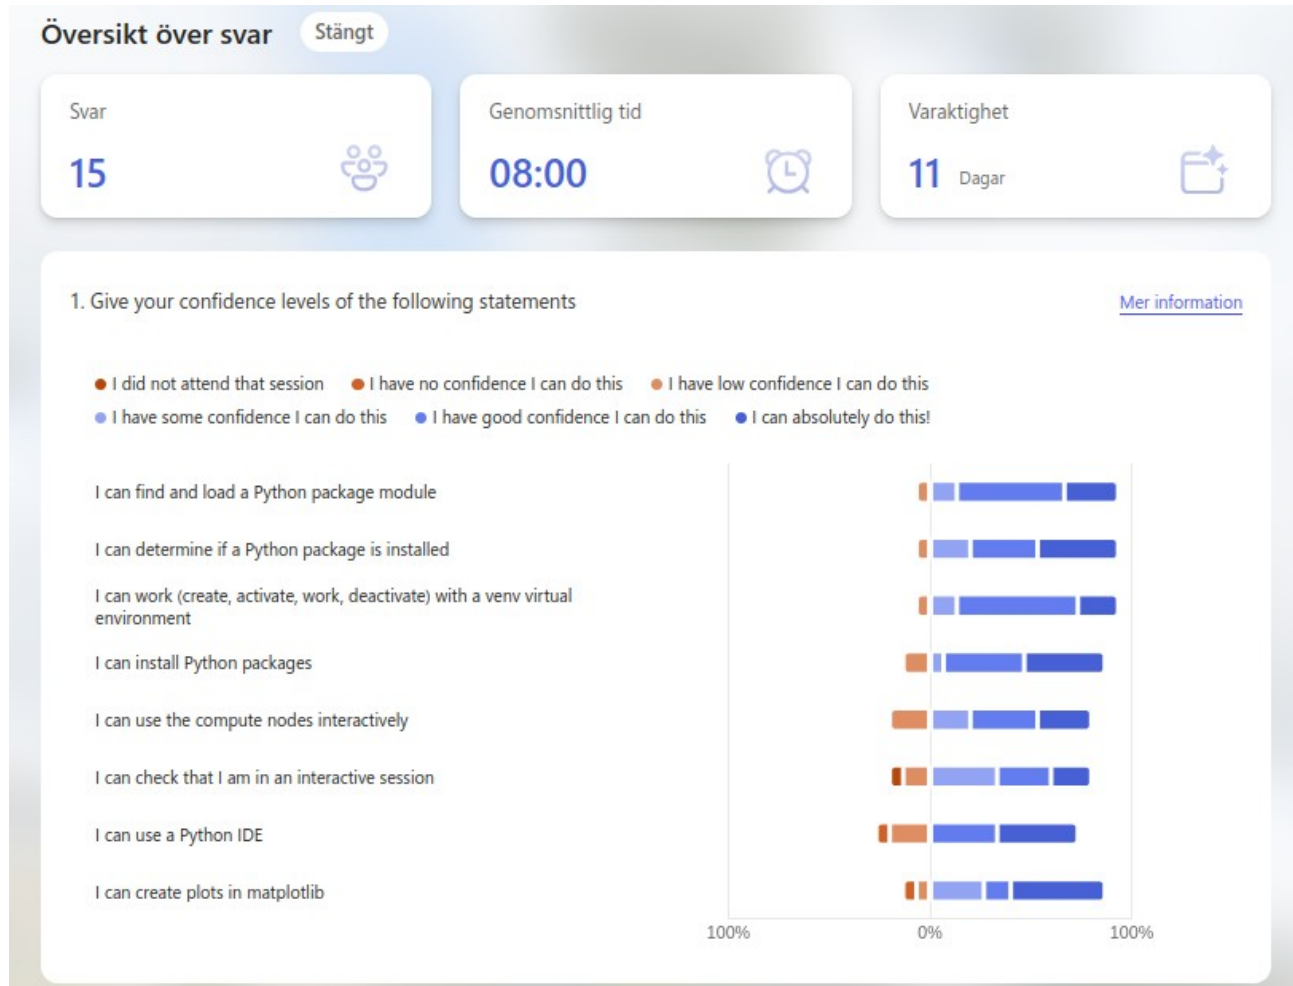 Översikt över svar Stängt
Svar Genomsnittlig tid Varaktighet
15 08:00 11 Dagar
1. Give your confidence levels of the following statements Mer information
I did not attend that session I have no confidence I can do this I have low confidence I can do this
I have some confidence I can do this I have good confidence I can do this I can absolutely do this!
I can find and load a Python package module
I can determine if a Python package is installed
I can work (create, activate, work, deactivate) with a venv virtual
environment
I can install Python packages
I can use the compute nodes interactively
I can check that I am in an interactive session
I can use a Python IDE
I can create plots in matplotlib
100% 0% 100%